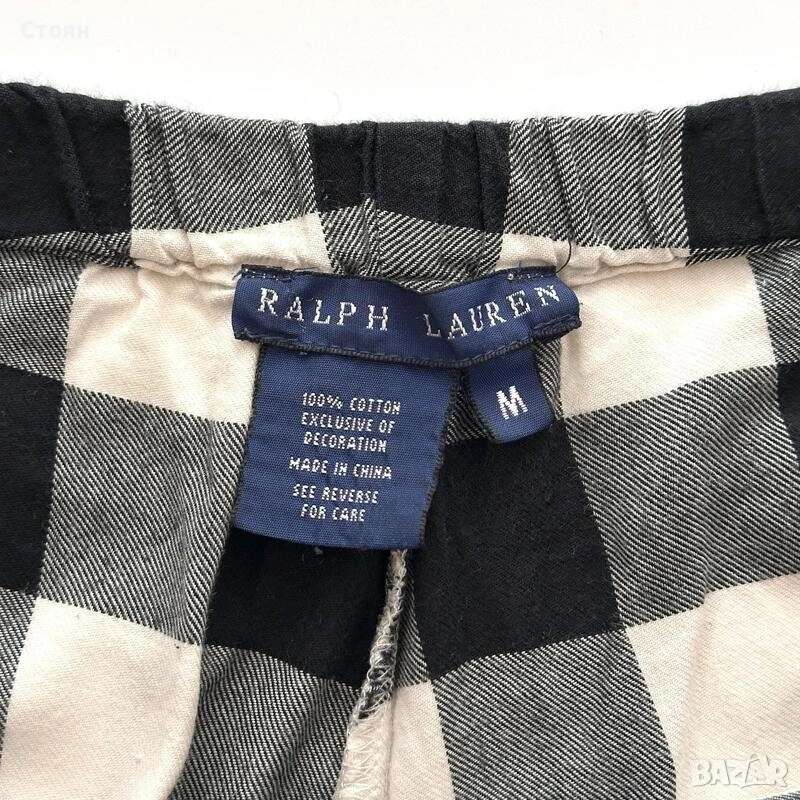 Стоян
RALPH LAUREN
100% COTTON
EXCLUSIVE OF
DECORATION
MADE IN CHINA
SEE REVERSE
FOR CARE
M
BAZAR